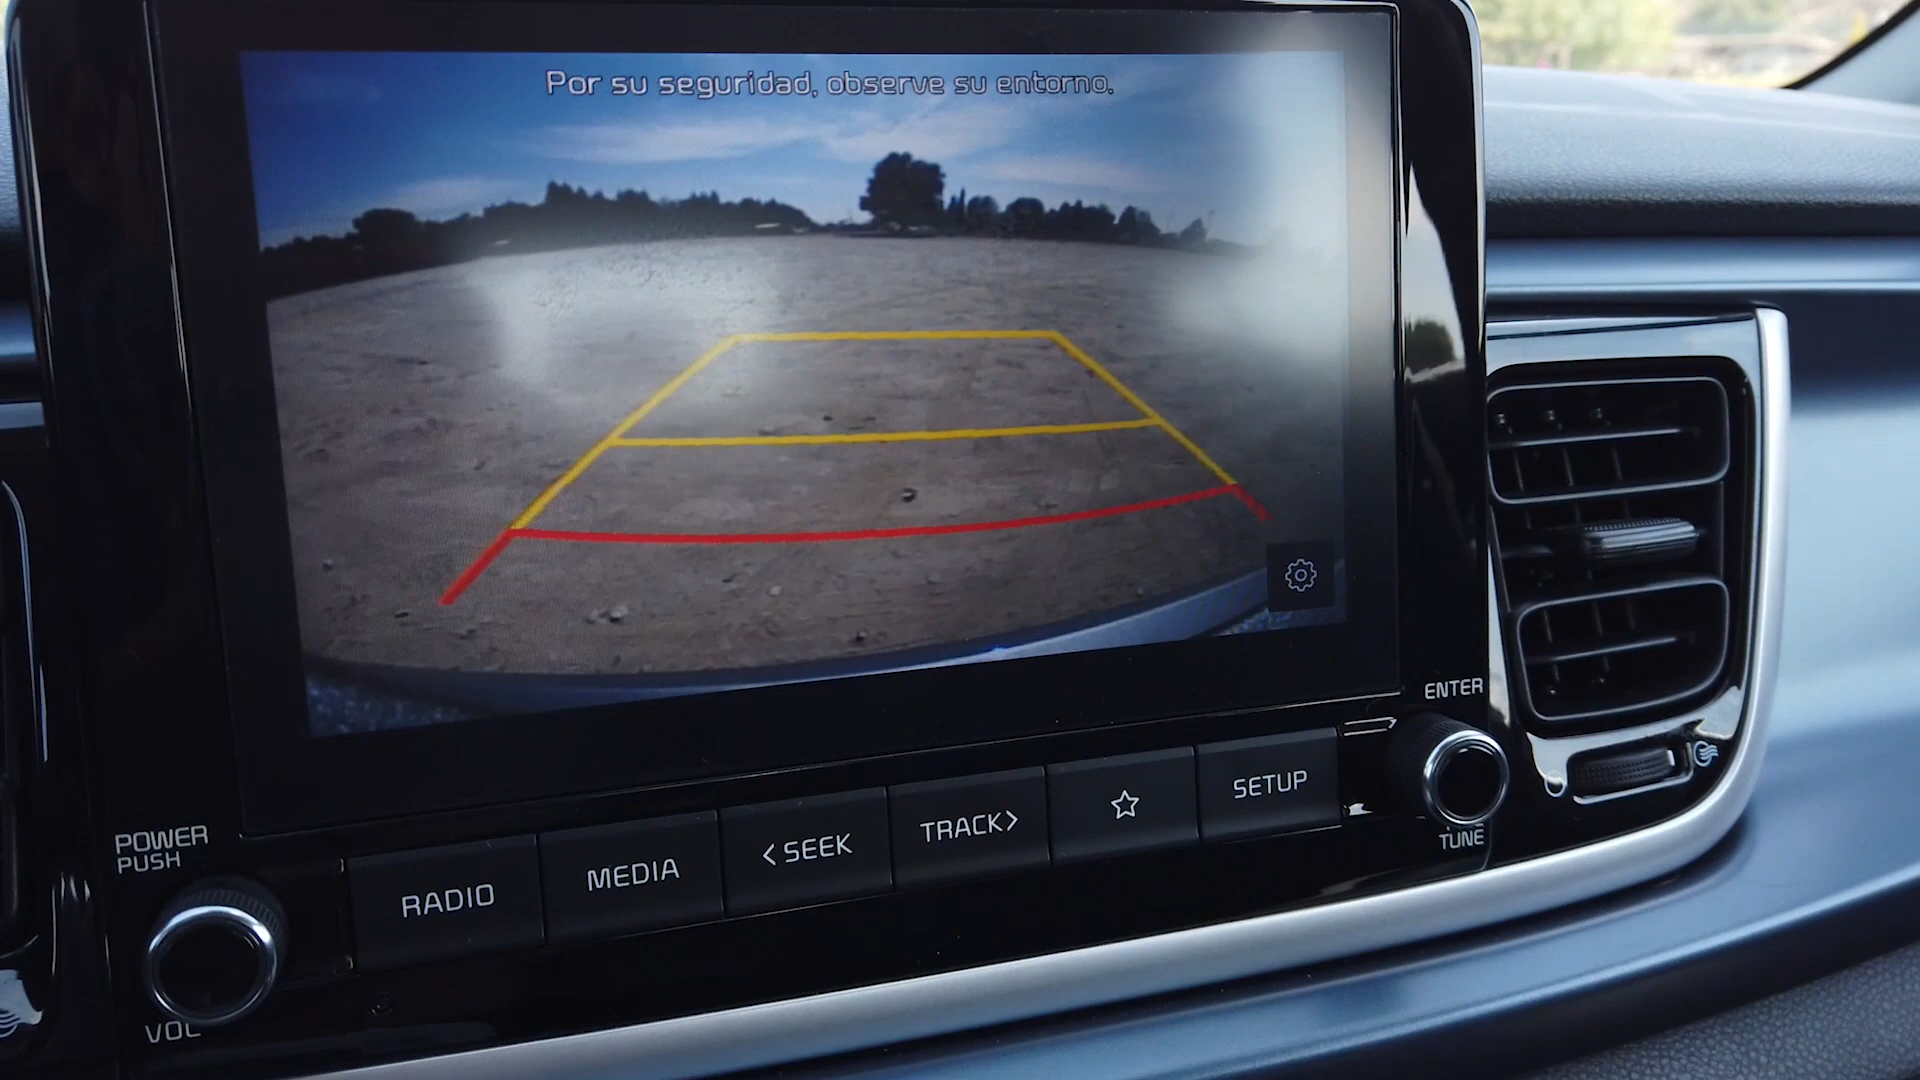 Por su seguridad, observe su entorno.
ENTER
POWER
PUSH
RADIO
MEDIA
<SEEK
TRACK>
SETUP
TUNE
VOL